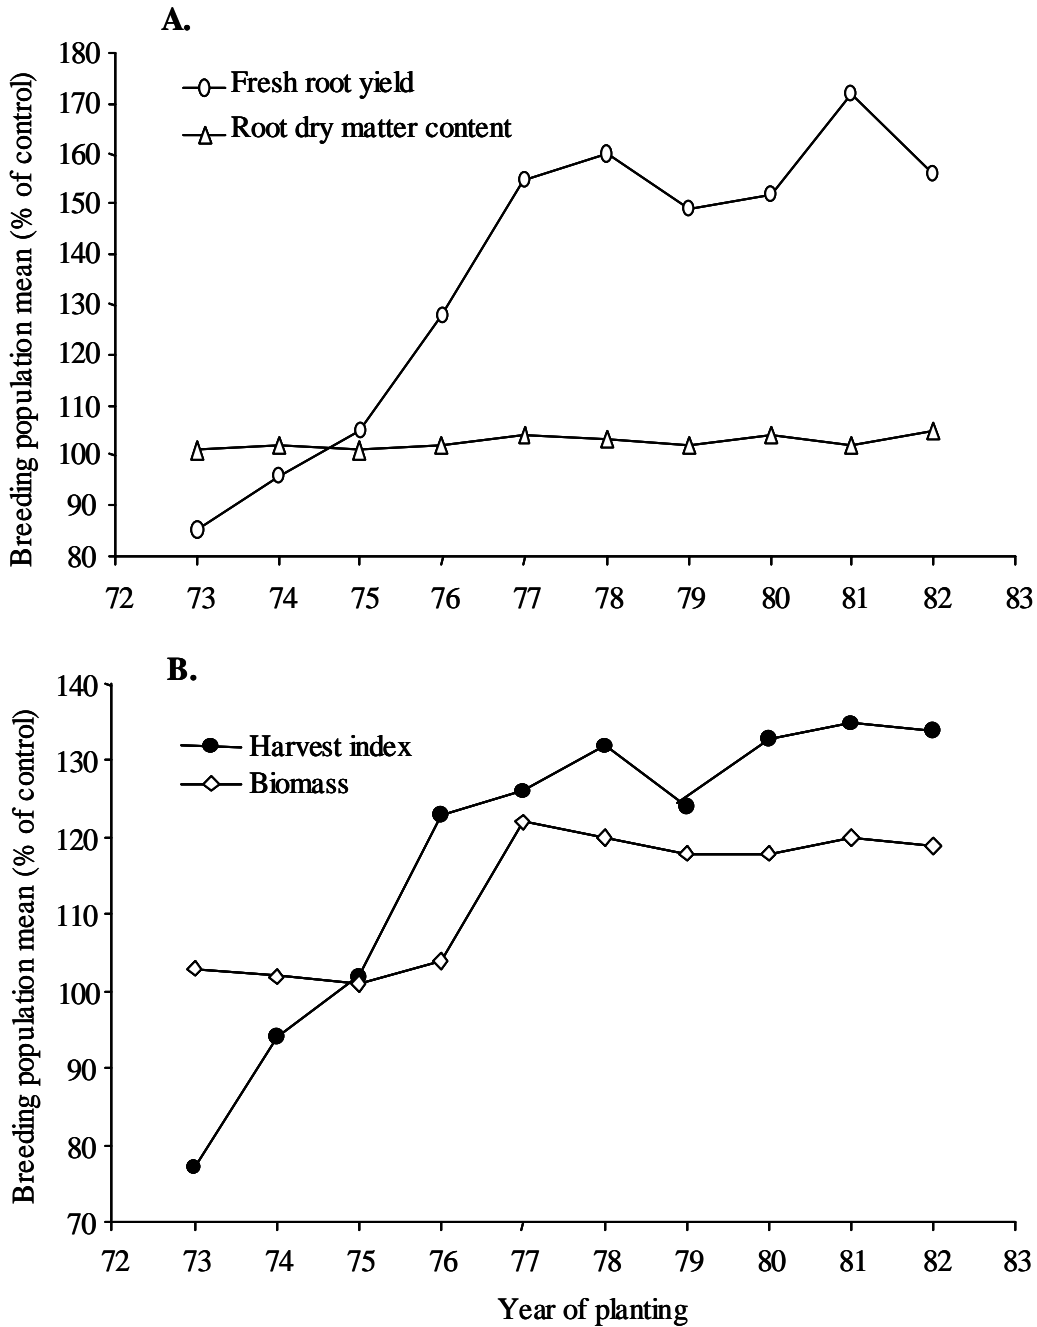 A.
Breeding population mean (% of control)
180
170
160
150
140
130
120
110
100
90
80
Fresh root yield
Root dry matter content
72 73 74 75 76 77 78 79 80 81 82 83
B.
Breeding population mean (% of control)
140
130
120
110
100
90
80
70
Harvest index
Biomass
72 73 74 75 76 77 78 79 80 81 82 83
Year of planting